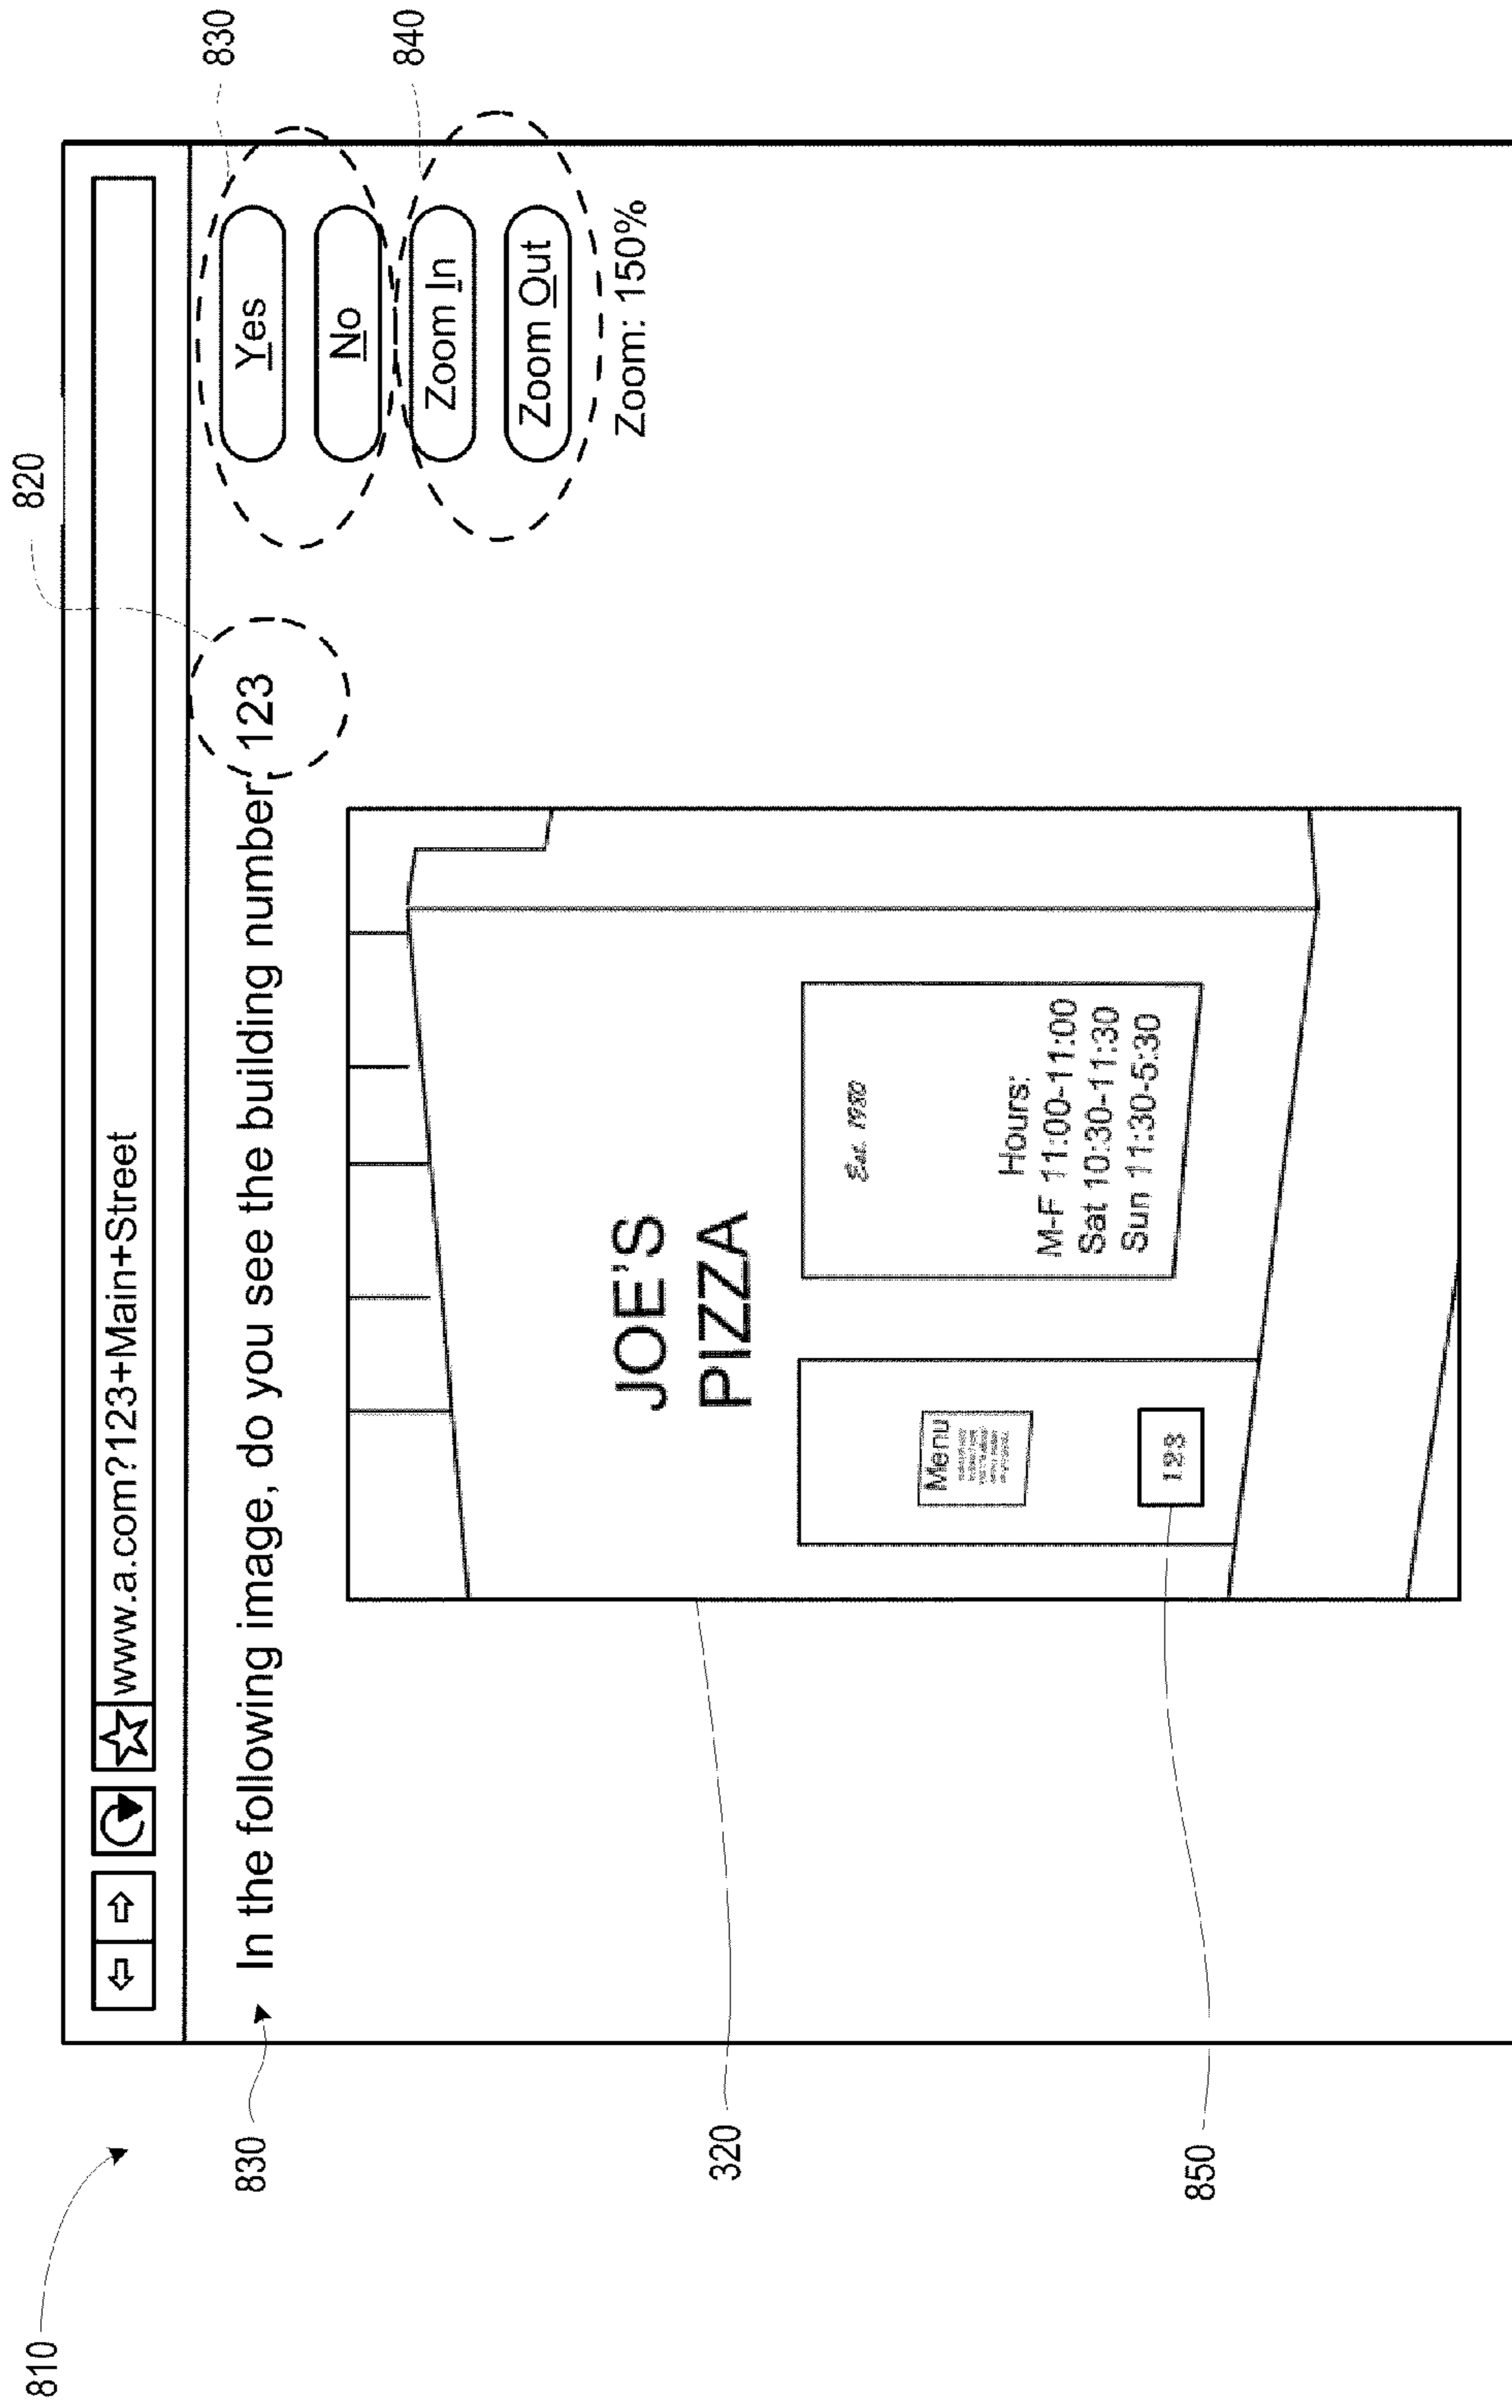 810
820
www.a.com?123+Main+Street
830
In the following image, do you see the building number 123
830
Yes
No
840
Zoom In
Zoom Out
Zoom: 150%
320
JOE'S
PIZZA
Est. 1980
Hours:
M-F 11:00-11:00
Sat 10:30-11:30
Sun 11:30-5:30
Menu
850
123